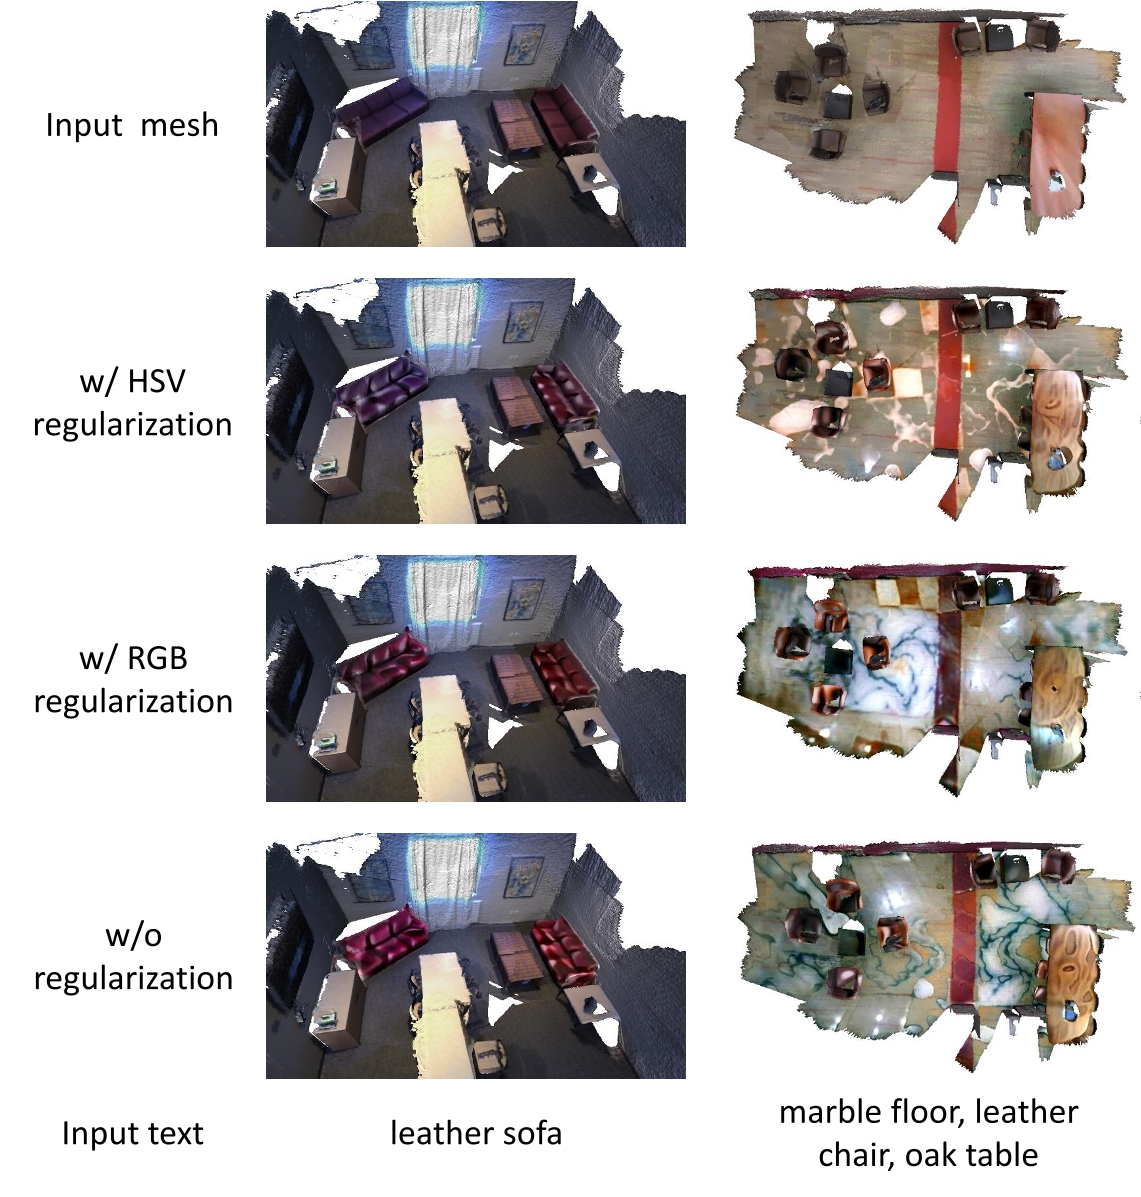 Input mesh
w/ HSV
regularization
w/ RGB
regularization
w/o
regularization
Input text
leather sofa
marble floor, leather
chair, oak table